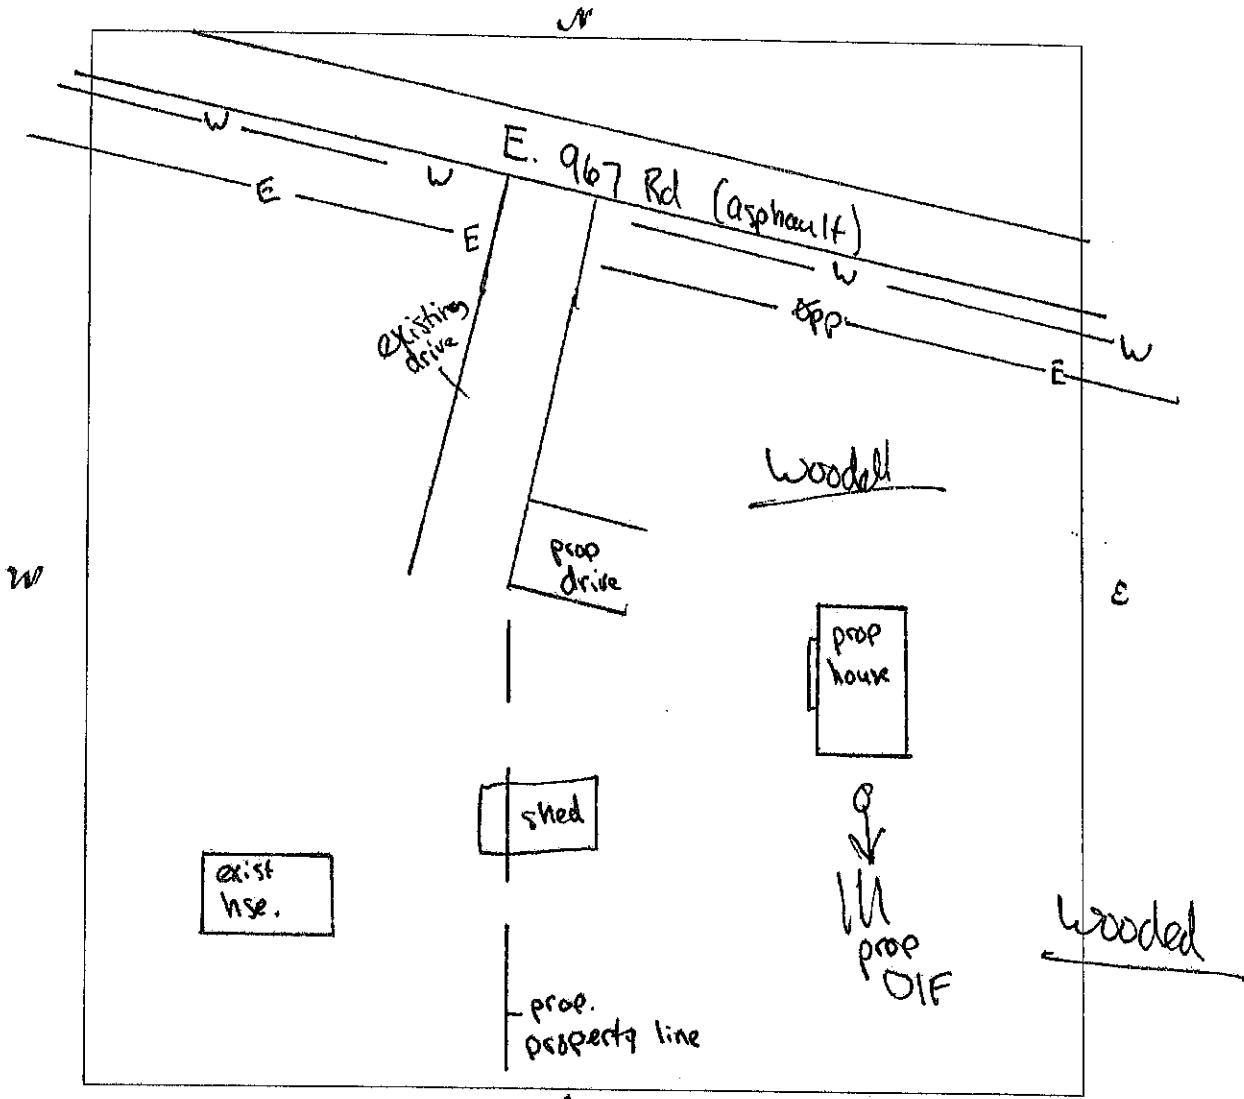 N
W
W
E. 967 Rd (asphault)
E
E
W
opp
W
E
existing
drive
Wooded
prop
drive
W
E
prop
house
shed
exist
hse.
prop
OIF
Wooded
prop.
property line